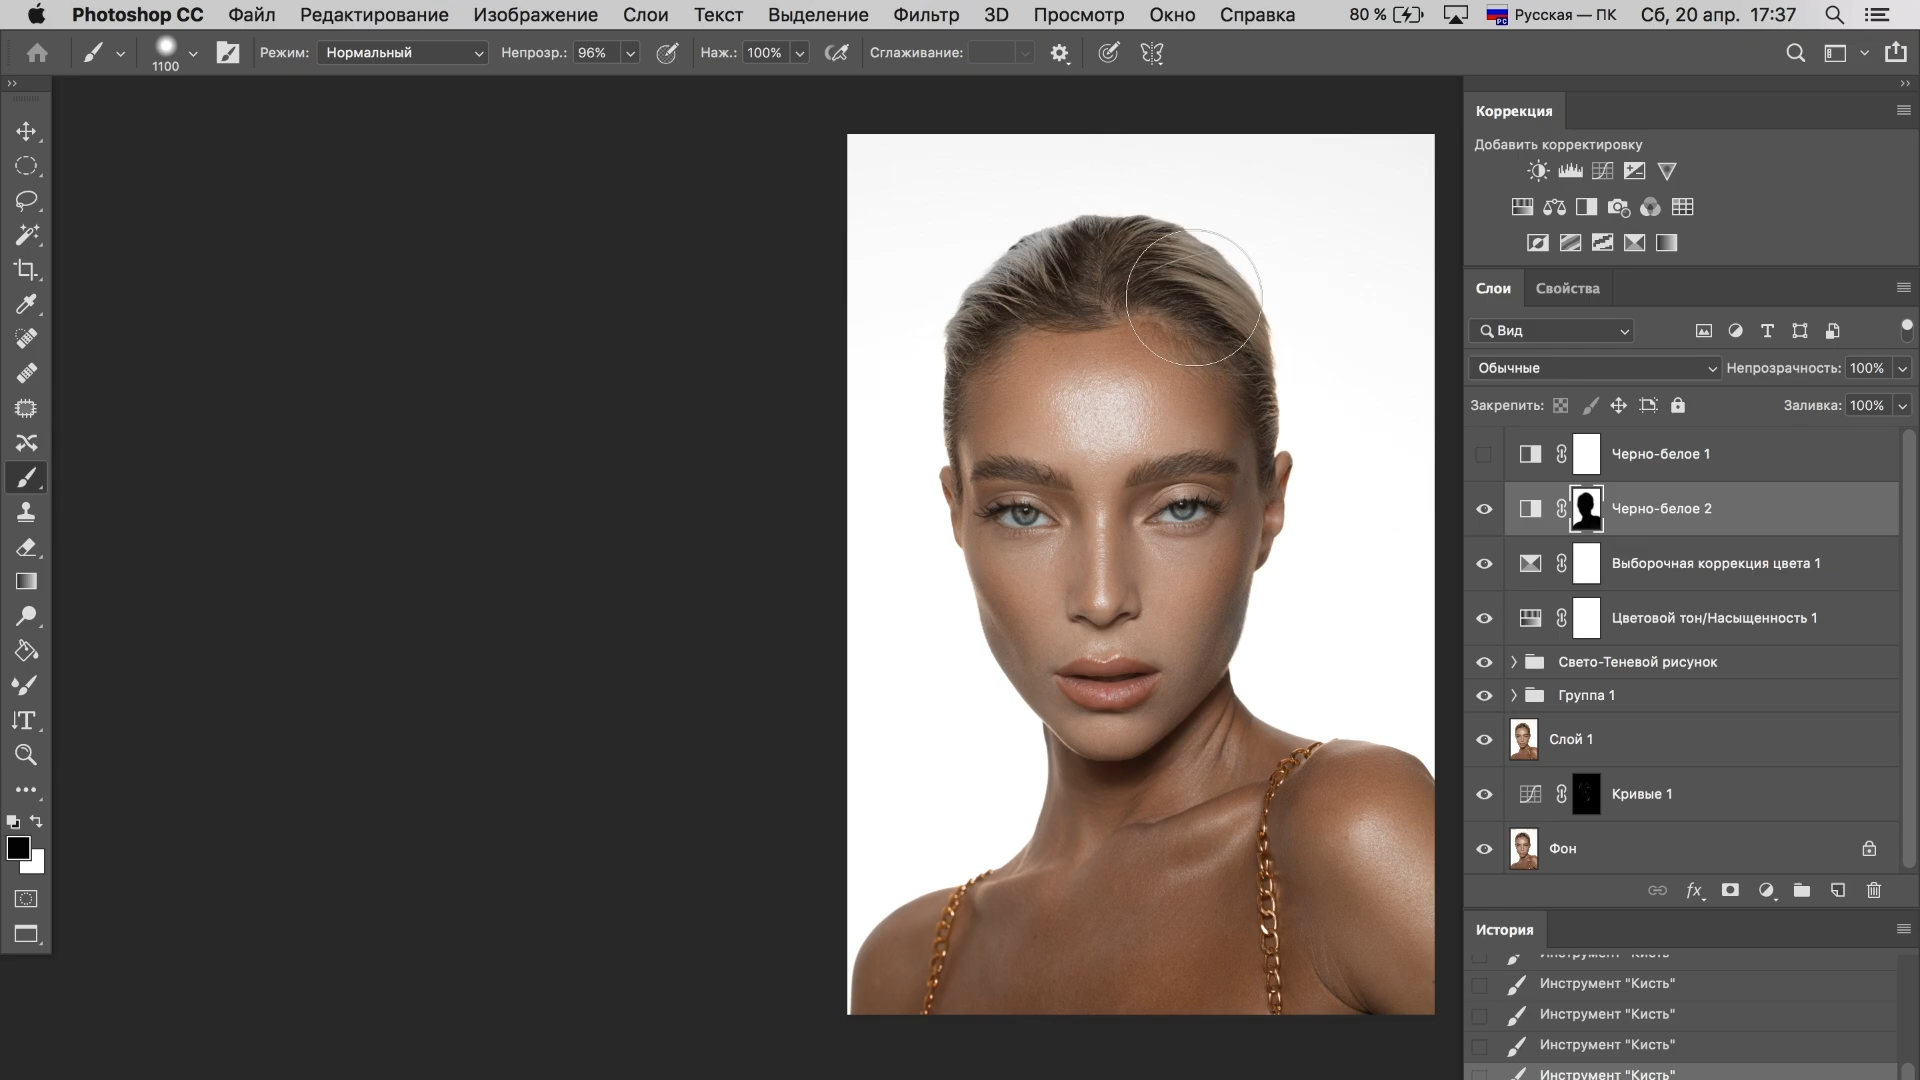 Photoshop CC Файл Редактирование Изображение Слои Текст Выделение Фильтр 3D Просмотр Окно Справка 80 % Русская — ПК Сб, 20 апр. 17:37
1100 Режим: Нормальный Непрозр.: 96% Наж.: 100% Сглаживание:
Коррекция
Добавить корректировку
Слои Свойства
Вид
Обычные Непрозрачность: 100%
Закрепить: Заливка: 100%
Черно-белое 1
Черно-белое 2
Выборочная коррекция цвета 1
Цветовой тон/Насыщенность 1
Свето-Теневой рисунок
Группа 1
Слой 1
Кривые 1
Фон
fx
История
Инструмент "Кисть"
Инструмент "Кисть"
Инструмент "Кисть"
Инструмент "Кисть"
Инструмент "Кисть"